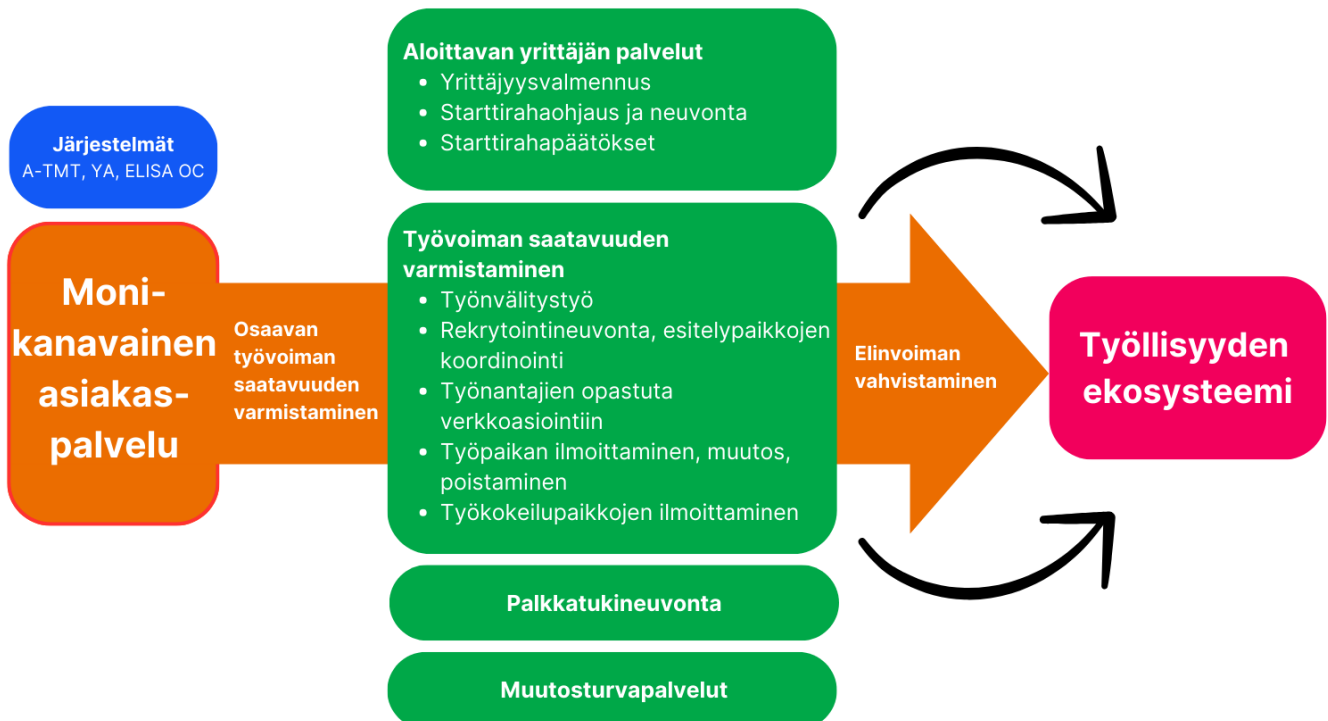 Järjestelmät
A-TMT, YA, ELISA OC
Moni-
kanavainen
asiakas-
palvelu
Osaavan
työvoiman
saatavuuden
varmistaminen
Aloittavan yrittäjän palvelut
• Yrittäjyysvalmennus
• Starttirahaohjaus ja neuvonta
• Starttirahapäätökset
Työvoiman saatavuuden
varmistaminen
• Työnvälitystyö
• Rekrytointineuvonta, esitelypaikkojen
koordinointi
• Työnantajien opastuta
verkkoasiointiin
• Työpaikan ilmoittaminen, muutos,
poistaminen
• Työkokeilupaikkojen ilmoittaminen
Palkkatukineuvonta
Muutosturvapalvelut
Elinvoiman
vahvistaminen
Työllisyyden
ekosysteemi